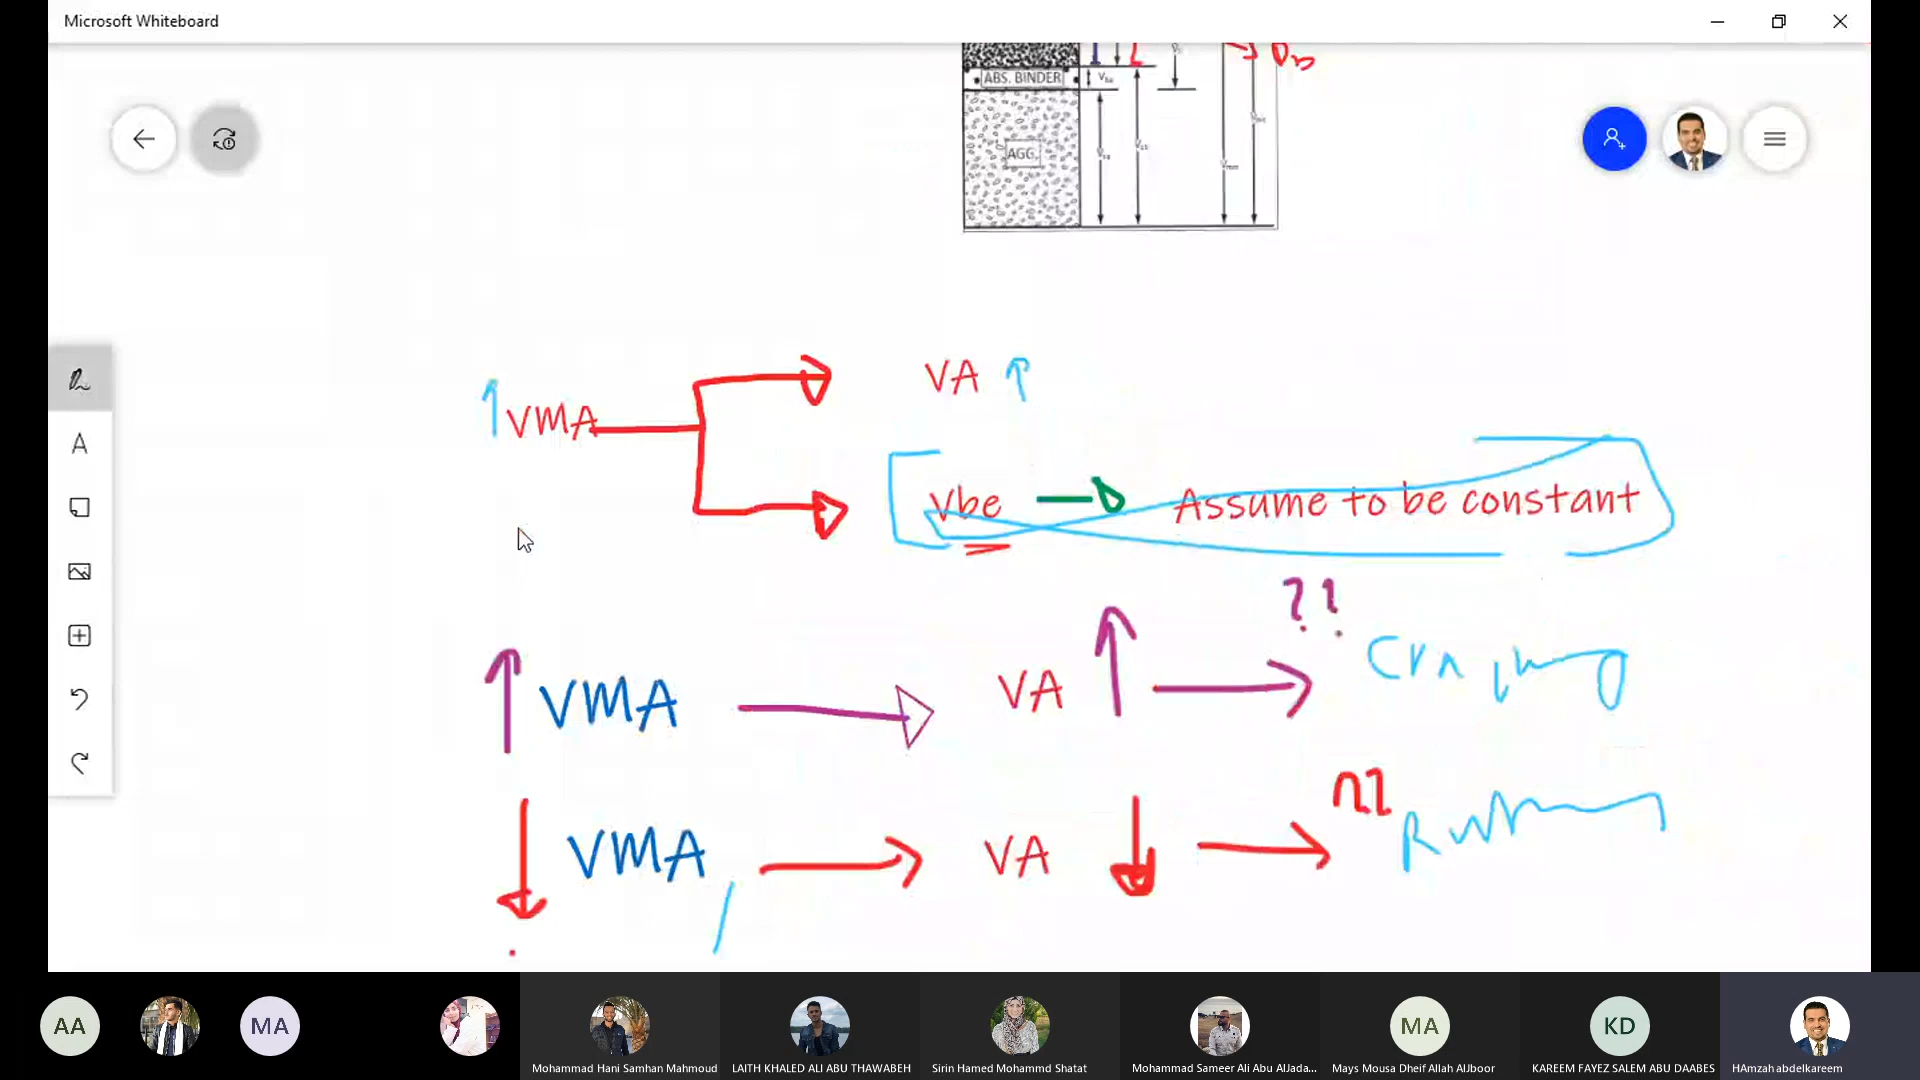 Microsoft Whiteboard
ABS. BINDER
AGG.
VA ↑
↑ VMA
Vbe → Assume to be constant
??
↑ VMA → VA ↑ →
↓ VMA → VA ↓ →
A
AA
MA
MA
KD
Mohammad Hani Samhan Mahmoud
LAITH KHALED ALI ABU THAWABEH
Sirin Hamed Mohammd Shatat
Mohammad Sameer Ali Abu AlJada...
Mays Mousa Dheif Allah AlJboor
KAREEM FAYEZ SALEM ABU DAABES
HAmzah abdelkareem